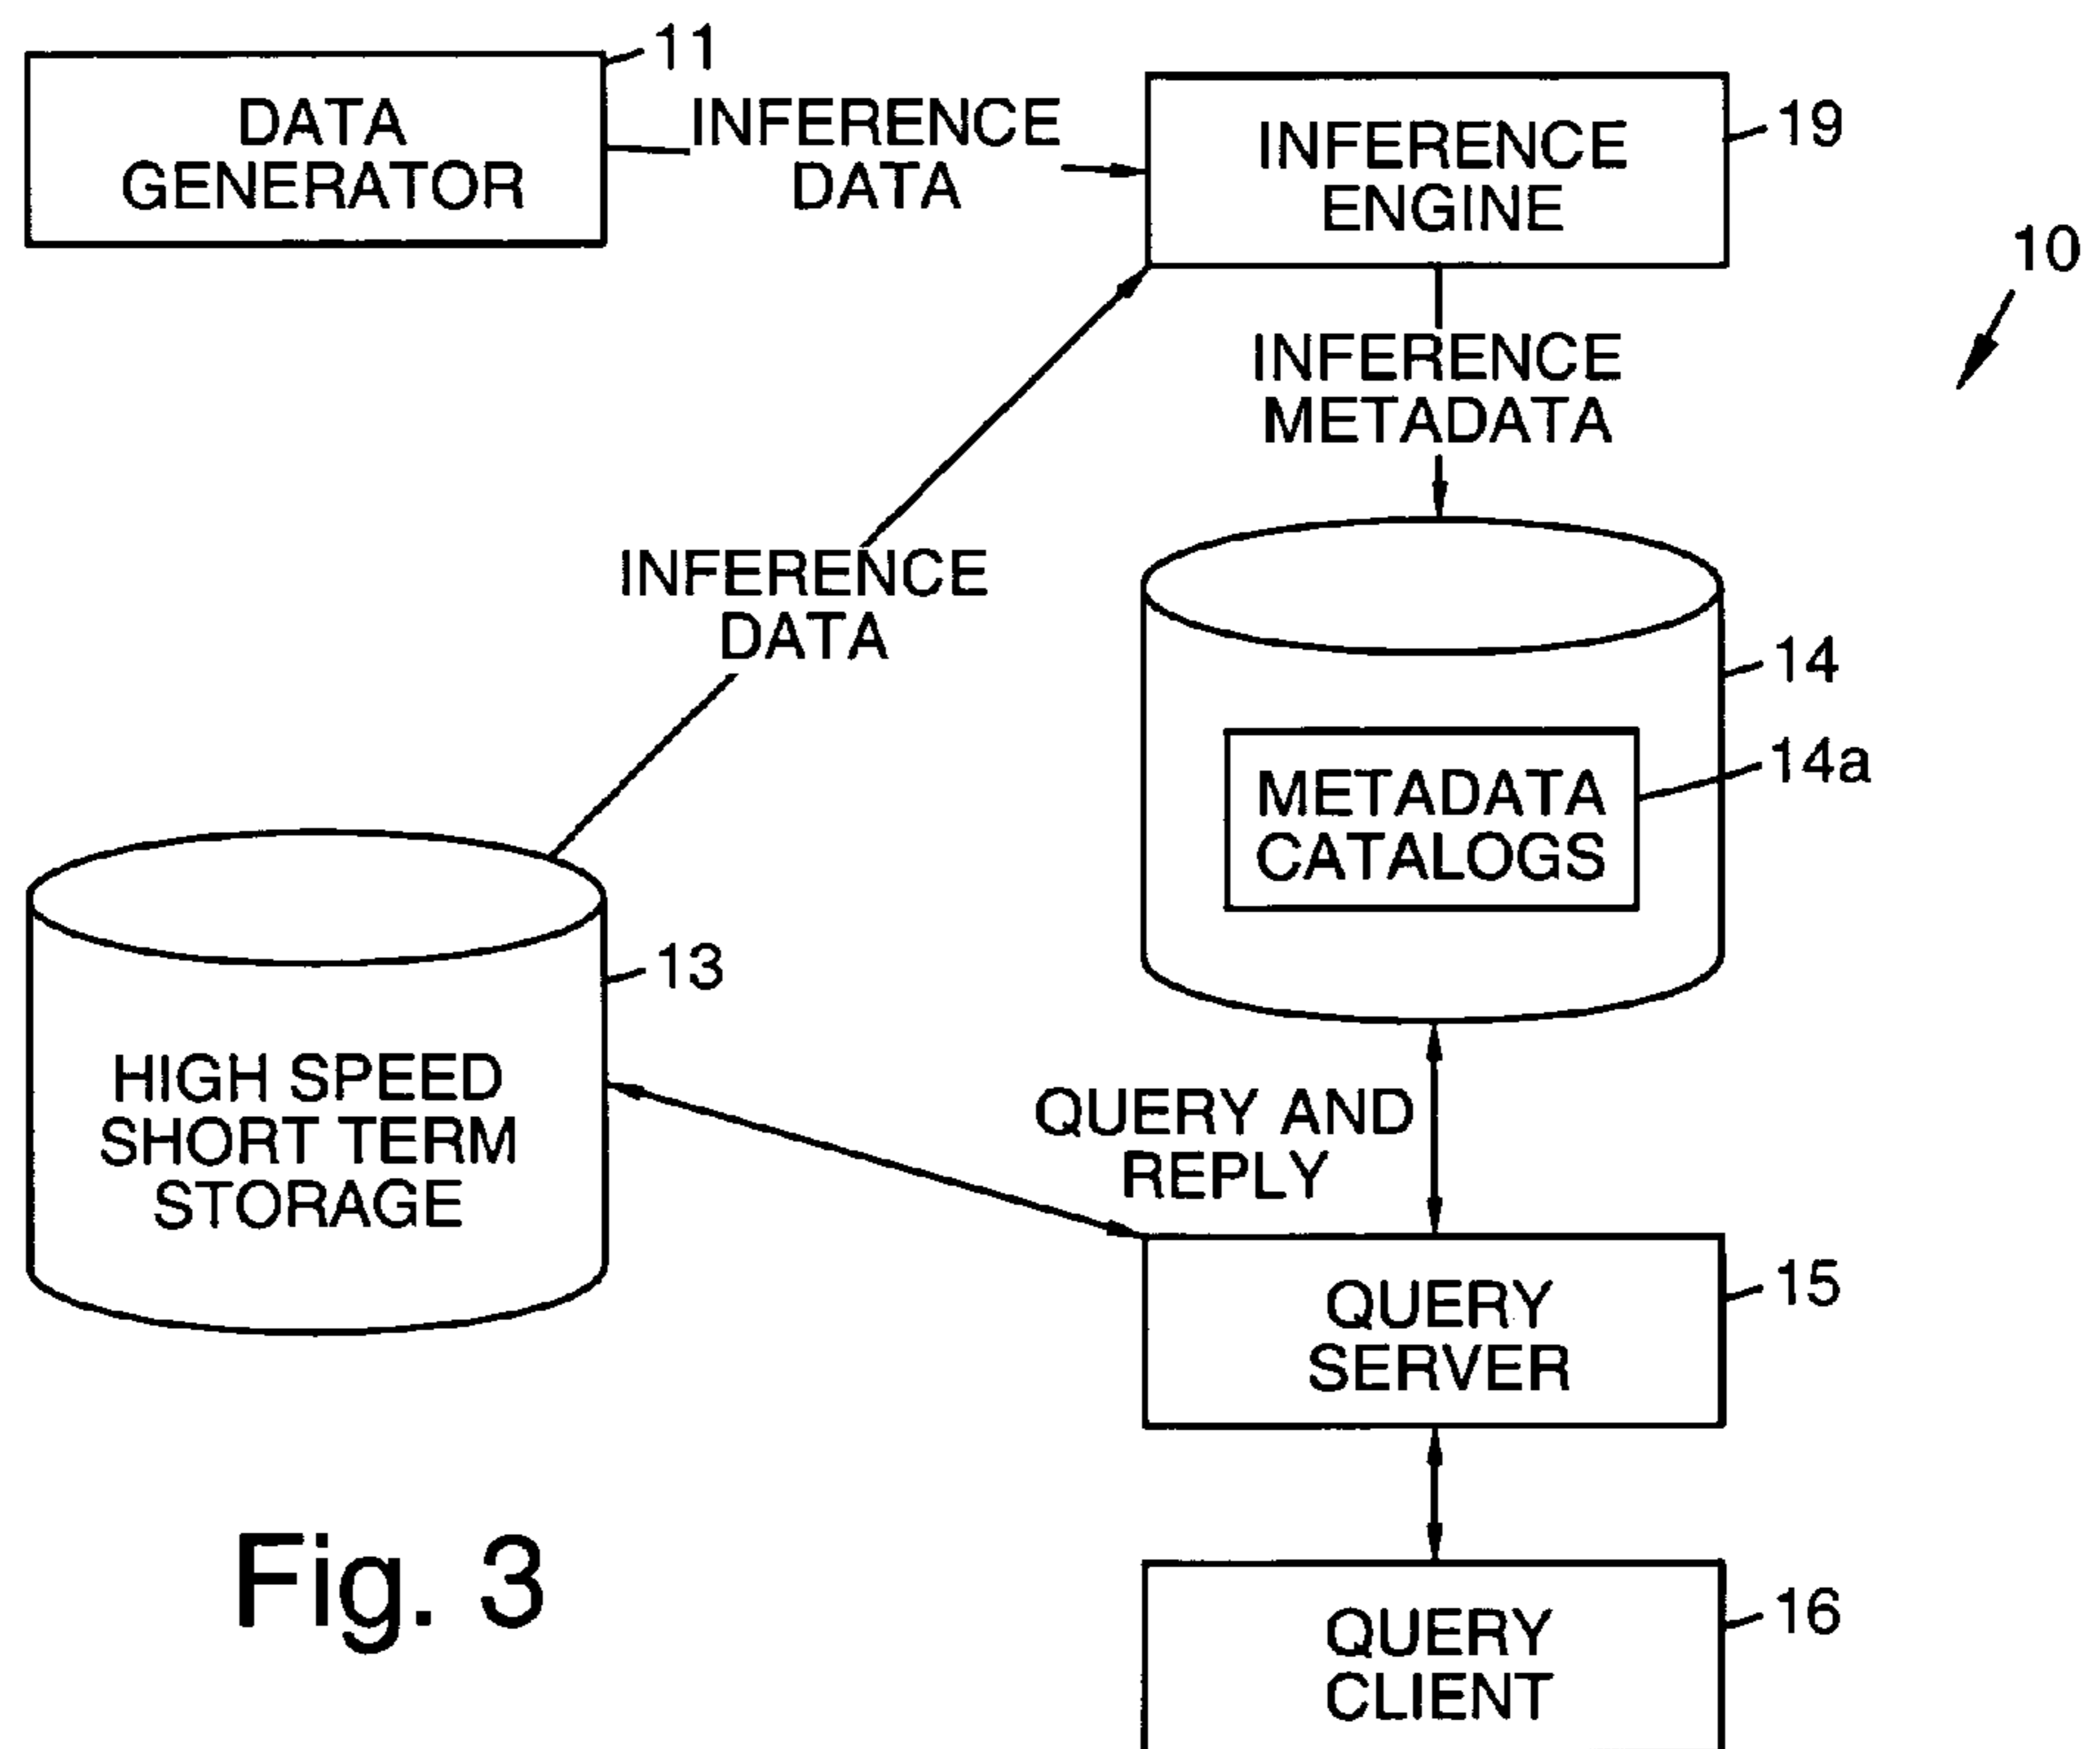 11
DATA
GENERATOR
INFERENCE
DATA
INFERENCE
ENGINE
19
10
INFERENCE
METADATA
INFERENCE
DATA
14
METADATA
CATALOGS
14a
13
HIGH SPEED
SHORT TERM
STORAGE
QUERY AND
REPLY
QUERY
SERVER
15
QUERY
CLIENT
16
Fig. 3